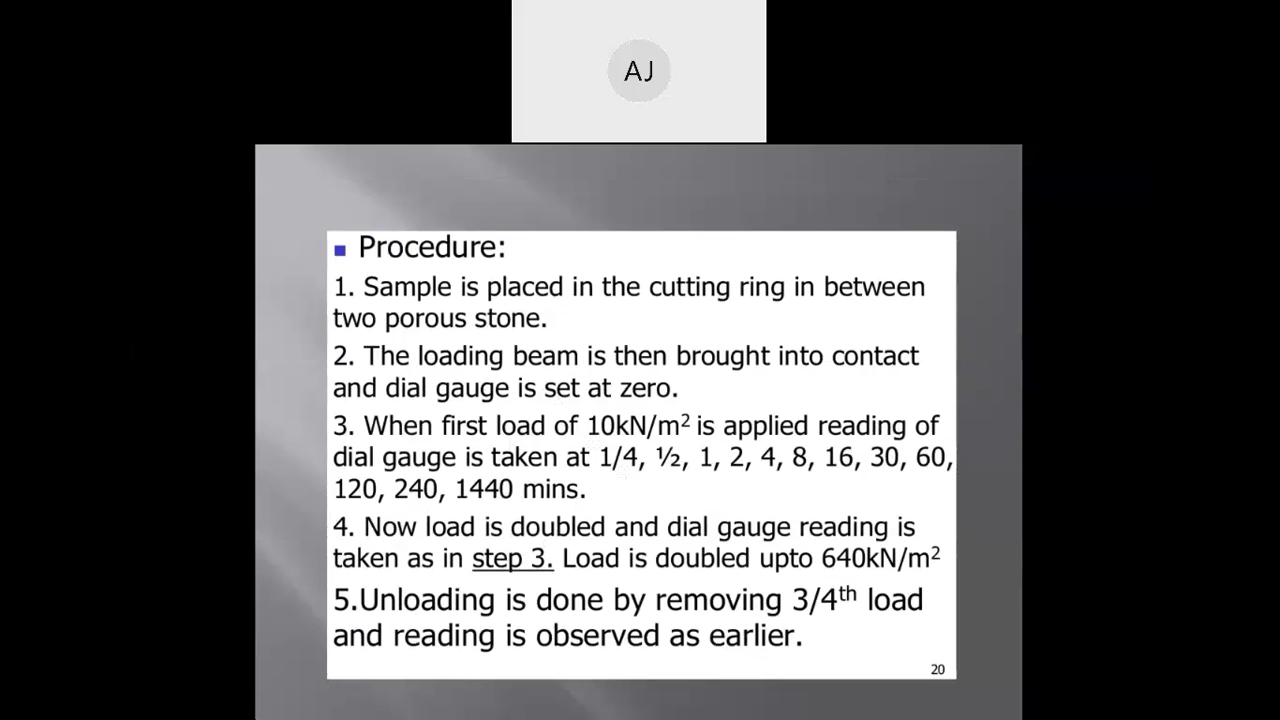 AJ
■ Procedure:
1. Sample is placed in the cutting ring in between
two porous stone.
2. The loading beam is then brought into contact
and dial gauge is set at zero.
3. When first load of 10kN/m² is applied reading of
dial gauge is taken at 1/4, ½, 1, 2, 4, 8, 16, 30, 60,
120, 240, 1440 mins.
4. Now load is doubled and dial gauge reading is
taken as in step 3. Load is doubled upto 640kN/m²
5.Unloading is done by removing 3/4th load
and reading is observed as earlier.
20